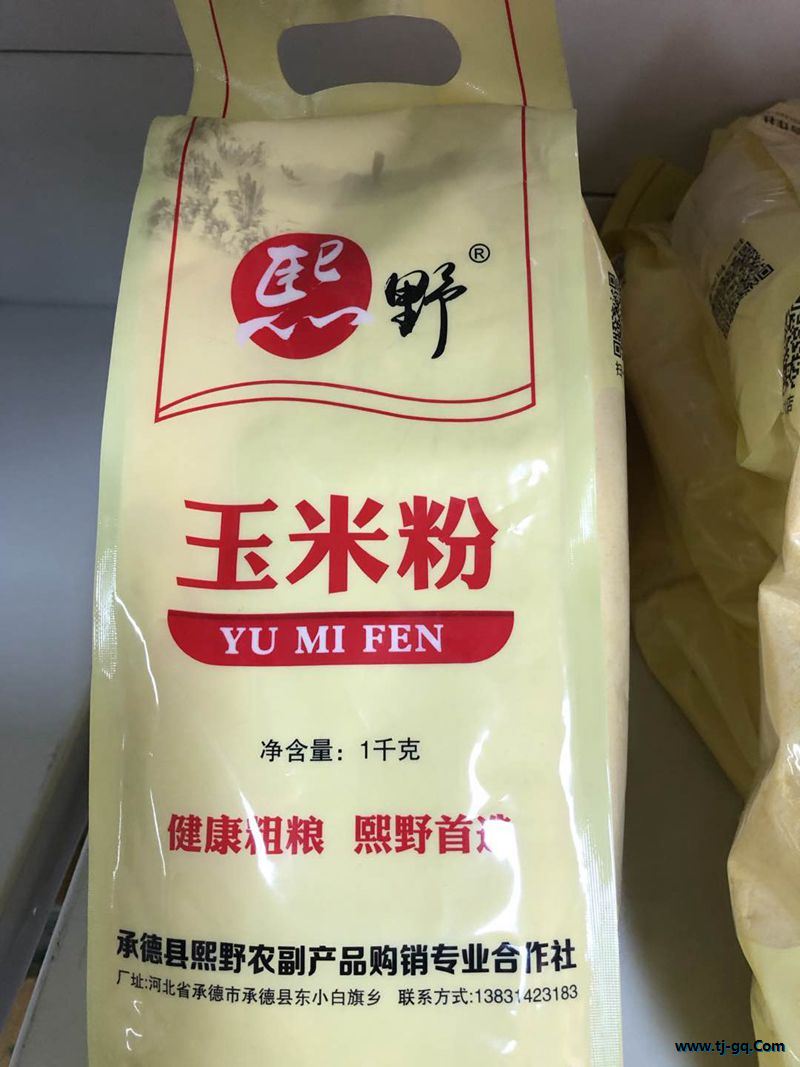 熙野®
玉米粉
YU MI FEN
净含量：1千克
健康粗粮 熙野首选
承德县熙野农副产品购销专业合作社
厂址:河北省承德市承德县东小白旗乡 联系方式:13831423183
www.tj-gq.Com